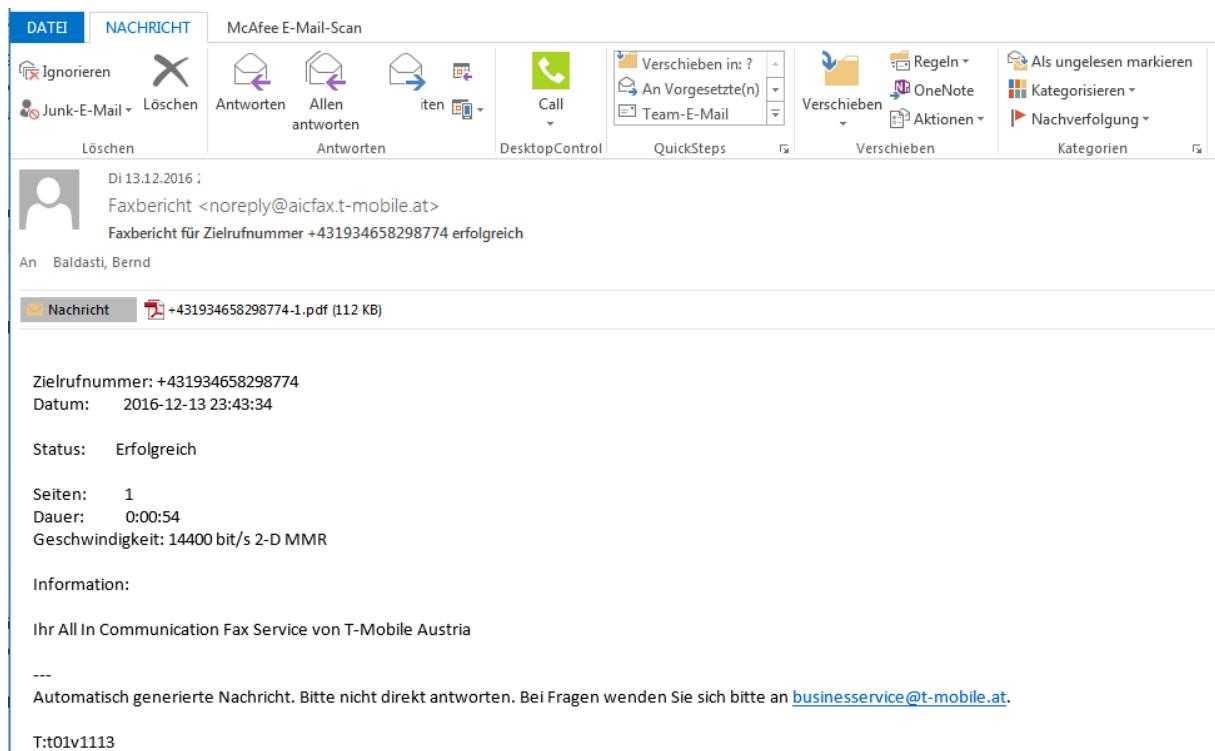 DATEI NACHRICHT McAfee E-Mail-Scan
Ignorieren
Junk-E-Mail
Löschen
Löschen
Antworten
Allen antworten
iten
Antworten
Call
DesktopControl
Verschieben in: ?
An Vorgesetzte(n)
Team-E-Mail
QuickSteps
Verschieben
Regeln
OneNote
Aktionen
Verschieben
Als ungelesen markieren
Kategorisieren
Nachverfolgung
Kategorien
Di 13.12.2016
Faxbericht <noreply@aicfax.t-mobile.at>
Faxbericht für Zielrufnummer +431934658298774 erfolgreich
An Baldasti, Bernd
Nachricht +431934658298774-1.pdf (112 KB)
Zielrufnummer: +431934658298774
Datum: 2016-12-13 23:43:34
Status: Erfolgreich
Seiten: 1
Dauer: 0:00:54
Geschwindigkeit: 14400 bit/s 2-D MMR
Information:
Ihr All In Communication Fax Service von T-Mobile Austria
---
Automatisch generierte Nachricht. Bitte nicht direkt antworten. Bei Fragen wenden Sie sich bitte an businesservice@t-mobile.at.
T:t01v1113